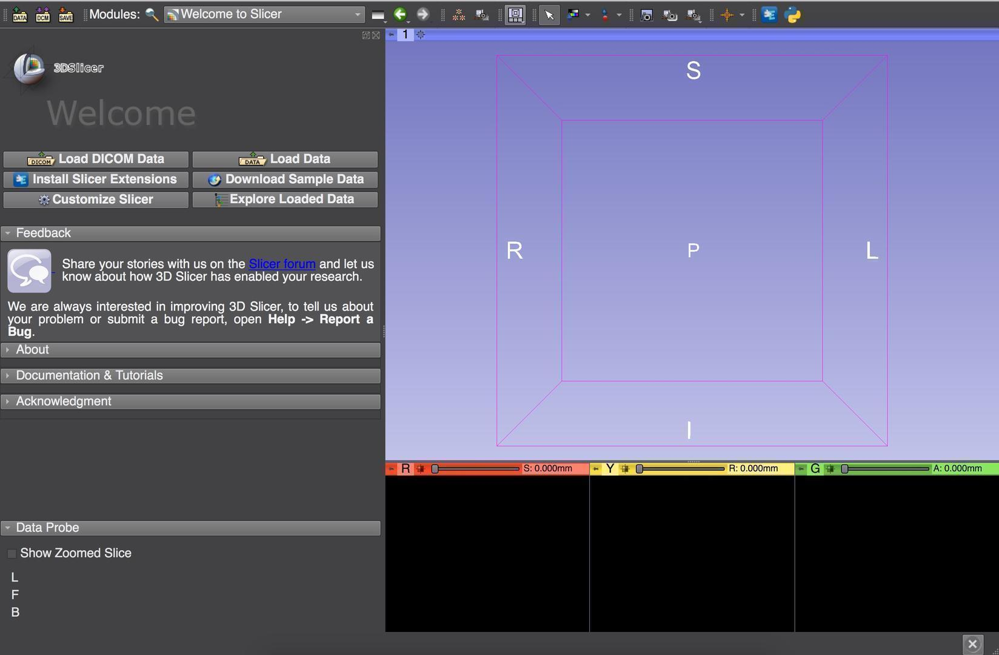 DATA DCM SAVE Modules: Welcome to Slicer
1
3DSlicer
Welcome
DICOM Load DICOM Data
DATA Load Data
Install Slicer Extensions
Download Sample Data
Customize Slicer
Explore Loaded Data
Feedback
Share your stories with us on the Slicer forum and let us
know about how 3D Slicer has enabled your research.
We are always interested in improving 3D Slicer, to tell us about
your problem or submit a bug report, open Help -> Report a
Bug.
About
Documentation & Tutorials
Acknowledgment
Data Probe
Show Zoomed Slice
L
F
B
S
R
P
L
I
R S: 0.000mm
Y R: 0.000mm
G A: 0.000mm